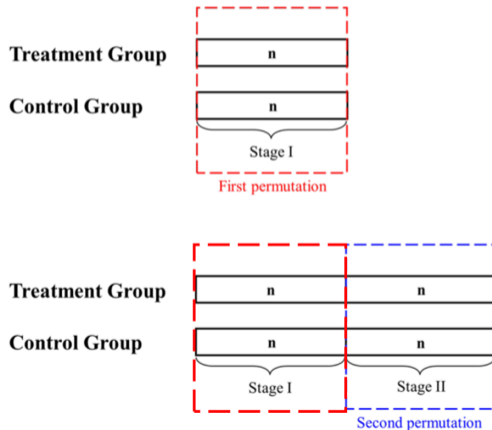 Treatment Group n
Control Group n
Stage I
First permutation
Treatment Group n n
Control Group n n
Stage I Stage II
Second permutation